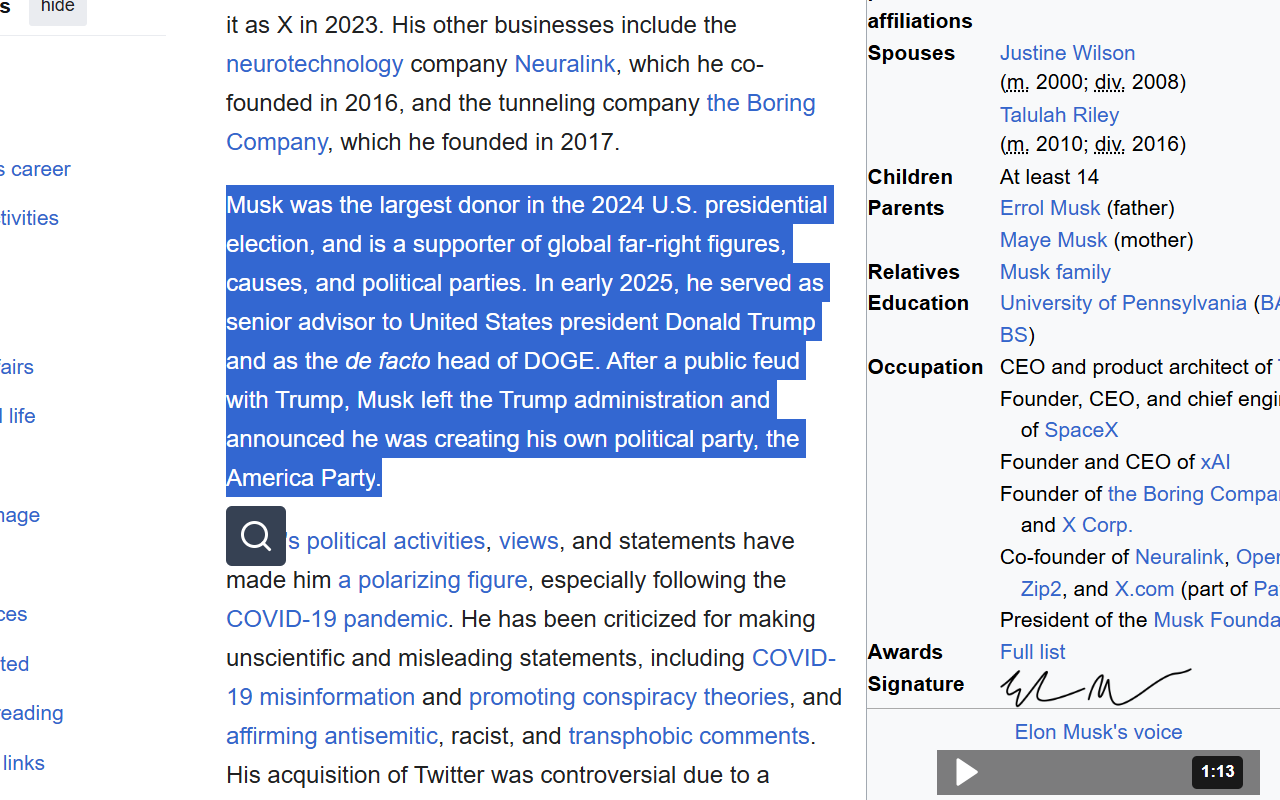 s
hide
s career
tivities
fairs
l life
nage
ces
ted
reading
links
it as X in 2023. His other businesses include the
neurotechnology company Neuralink, which he co-
founded in 2016, and the tunneling company the Boring
Company, which he founded in 2017.
Musk was the largest donor in the 2024 U.S. presidential
election, and is a supporter of global far-right figures,
causes, and political parties. In early 2025, he served as
senior advisor to United States president Donald Trump
and as the de facto head of DOGE. After a public feud
with Trump, Musk left the Trump administration and
announced he was creating his own political party, the
America Party.
's political activities, views, and statements have
made him a polarizing figure, especially following the
COVID-19 pandemic. He has been criticized for making
unscientific and misleading statements, including COVID-
19 misinformation and promoting conspiracy theories, and
affirming antisemitic, racist, and transphobic comments.
His acquisition of Twitter was controversial due to a
affiliations
Spouses Justine Wilson
(m. 2000; div. 2008)
Talulah Riley
(m. 2010; div. 2016)
Children At least 14
Parents Errol Musk (father)
Maye Musk (mother)
Relatives Musk family
Education University of Pennsylvania (BA
BS)
Occupation CEO and product architect of
Founder, CEO, and chief engi
of SpaceX
Founder and CEO of xAI
Founder of the Boring Compa
and X Corp.
Co-founder of Neuralink, Open
Zip2, and X.com (part of Pa
President of the Musk Founda
Awards Full list
Signature
Elon Musk's voice
1:13